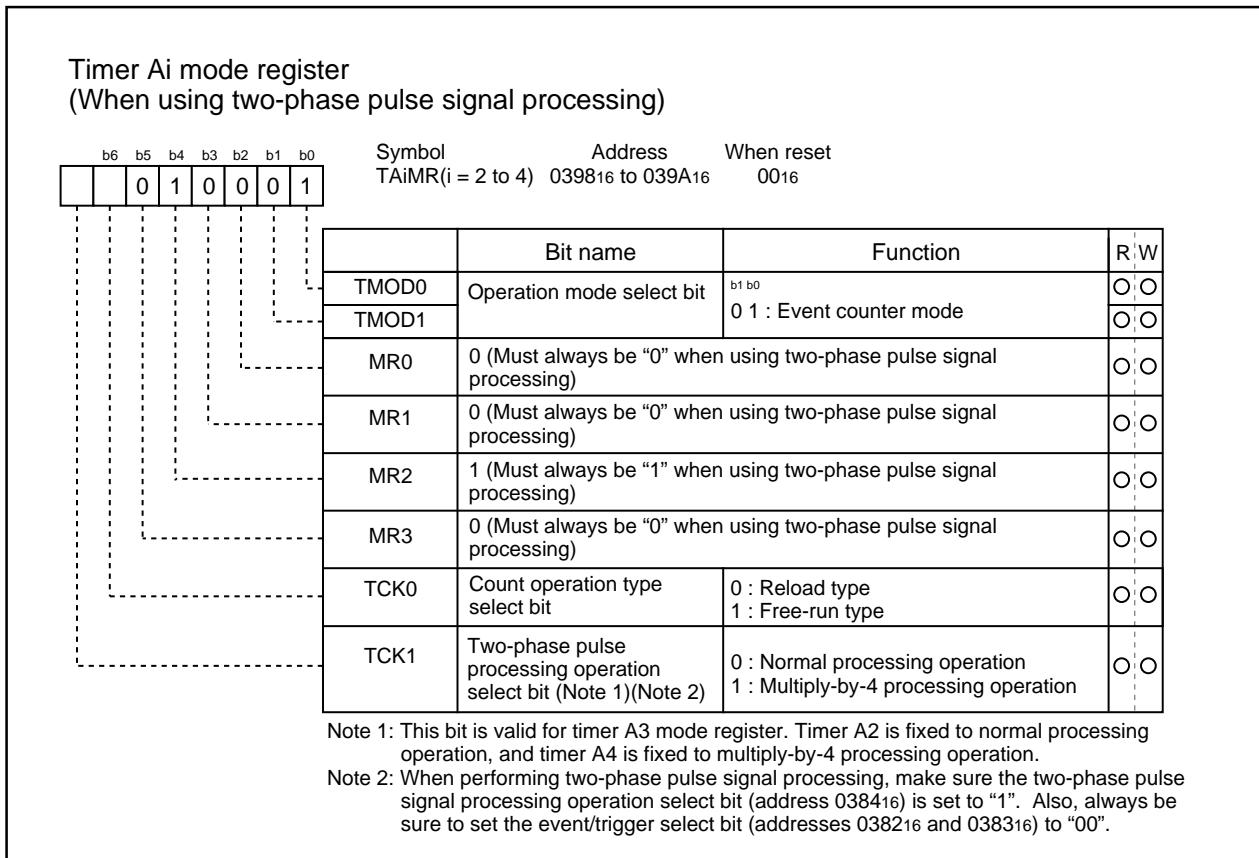 Timer Ai mode register
(When using two-phase pulse signal processing)
b6 b5 b4 b3 b2 b1 b0
Symbol Address When reset
TAiMR(i = 2 to 4) 039816 to 039A16 0016
0 1 0 0 0 1
Bit name Function R W
TMOD0 Operation mode select bit b1 b0
0 1 : Event counter mode
TMOD1
MR0 0 (Must always be “0” when using two-phase pulse signal
processing)
MR1 0 (Must always be “0” when using two-phase pulse signal
processing)
MR2 1 (Must always be “1” when using two-phase pulse signal
processing)
MR3 0 (Must always be “0” when using two-phase pulse signal
processing)
TCK0 Count operation type
select bit
0 : Reload type
1 : Free-run type
TCK1 Two-phase pulse
processing operation
select bit (Note 1)(Note 2)
0 : Normal processing operation
1 : Multiply-by-4 processing operation
Note 1: This bit is valid for timer A3 mode register. Timer A2 is fixed to normal processing
operation, and timer A4 is fixed to multiply-by-4 processing operation.
Note 2: When performing two-phase pulse signal processing, make sure the two-phase pulse
signal processing operation select bit (address 038416) is set to “1”. Also, always be
sure to set the event/trigger select bit (addresses 038216 and 038316) to “00”.